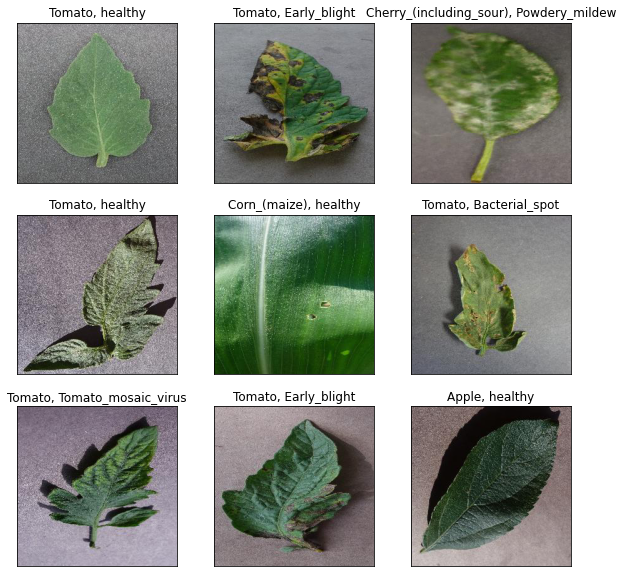 Tomato, healthy
Tomato, Early_blight
Cherry_(including_sour), Powdery_mildew
Tomato, healthy
Corn_(maize), healthy
Tomato, Bacterial_spot
Tomato, Tomato_mosaic_virus
Tomato, Early_blight
Apple, healthy